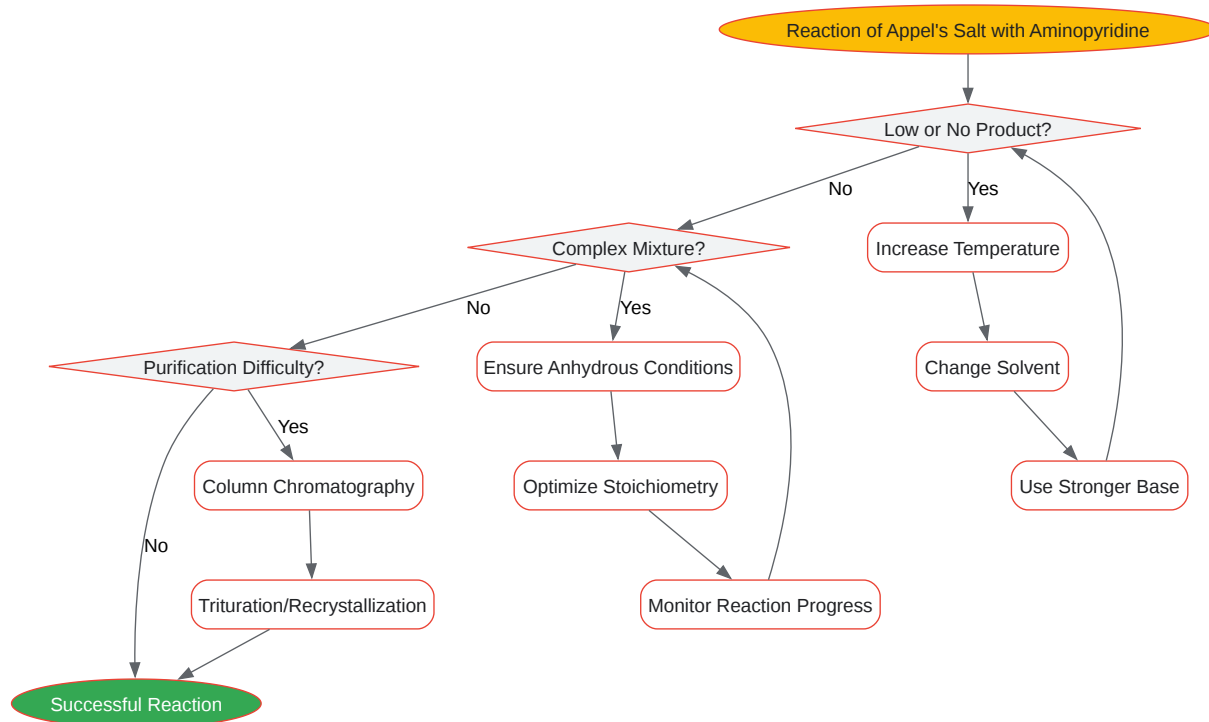 Reaction of Appel's Salt with Aminopyridine
Low or No Product?
No
Yes
Complex Mixture?
Increase Temperature
No
Yes
Purification Difficulty?
Ensure Anhydrous Conditions
Change Solvent
Yes
Column Chromatography
Optimize Stoichiometry
Use Stronger Base
No
Trituration/Recrystallization
Monitor Reaction Progress
Successful Reaction